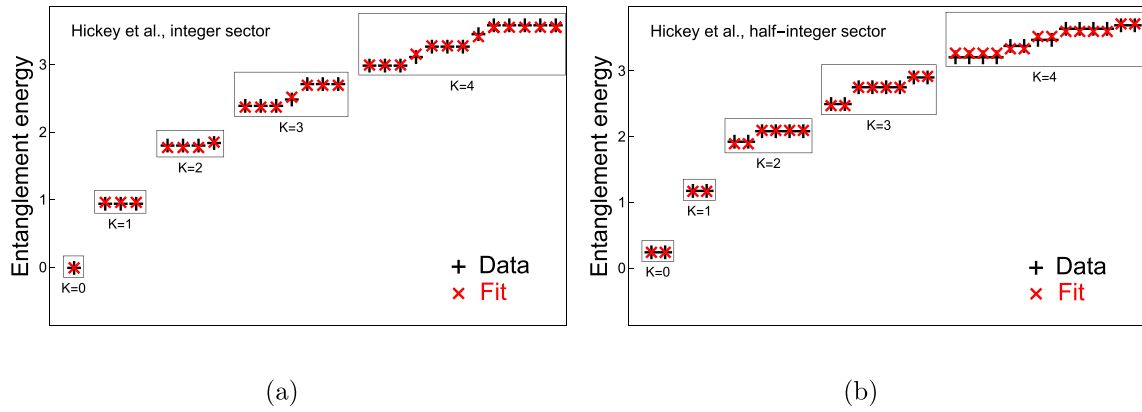 Hickey et al., integer sector
Entanglement energy
3
2
1
0
K=0
K=1
K=2
K=3
K=4
Data
Fit
(a)
Hickey et al., half−integer sector
Entanglement energy
3
2
1
0
K=0
K=1
K=2
K=3
K=4
Data
Fit
(b)